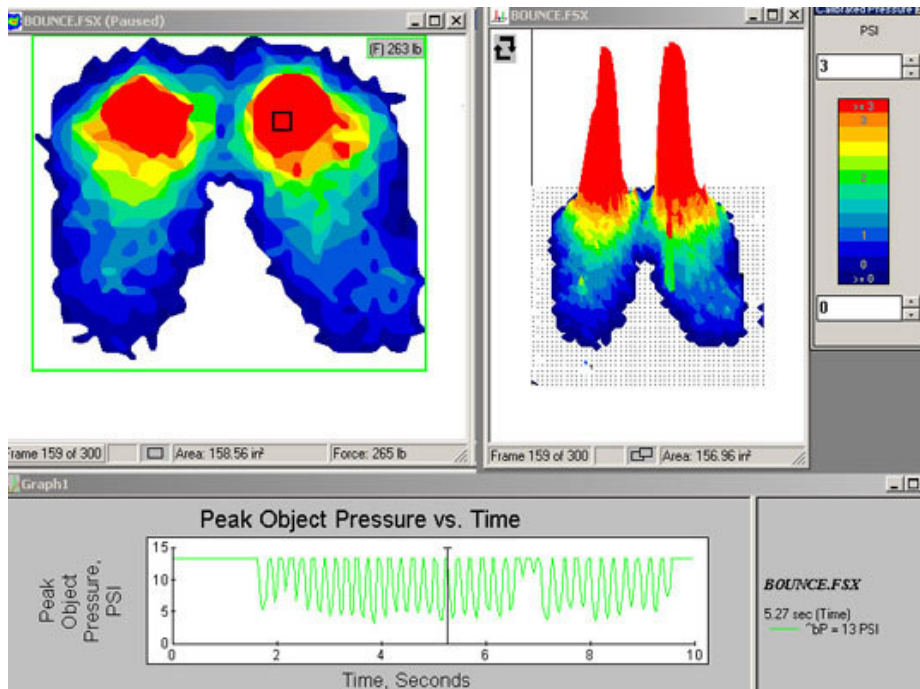 BOUNCE.FSX (Paused)
(F) 263 lb
Frame 159 of 300
Area: 158.56 in²
Force: 265 lb
BOUNCE.FSX
Frame 159 of 300
Area: 156.96 in²
Calibrated Pressure
PSI
3
>= 3
3
2
1
0
>= 0
0
Graph1
Peak Object Pressure vs. Time
Peak
Object
Pressure,
PSI
15
10
5
0
0 2 4 6 8 10
Time, Seconds
BOUNCE.FSX
5.27 sec (Time)
^bP = 13 PSI